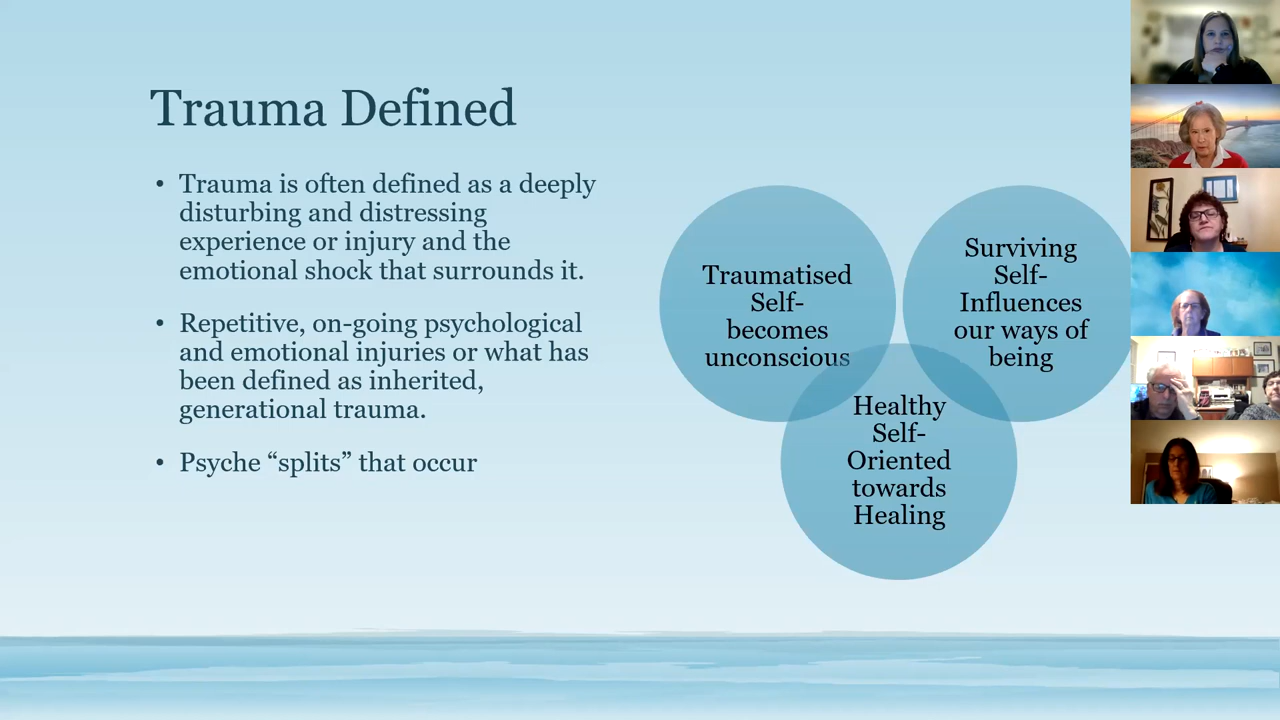 Trauma Defined
• Trauma is often defined as a deeply
disturbing and distressing
experience or injury and the
emotional shock that surrounds it.
• Repetitive, on-going psychological
and emotional injuries or what has
been defined as inherited,
generational trauma.
• Psyche “splits” that occur
Traumatised
Self-
becomes
unconscious
Surviving
Self-
Influences
our ways of
being
Healthy
Self-
Oriented
towards
Healing